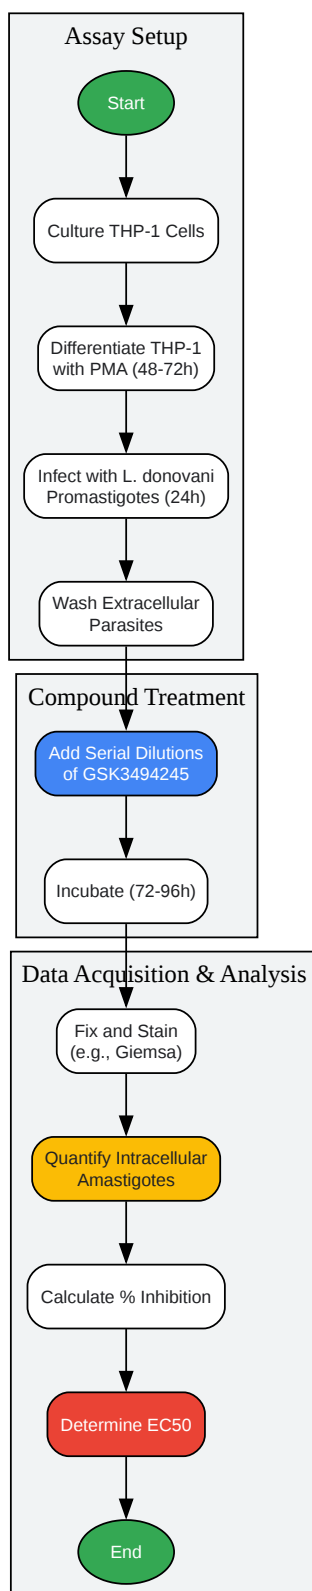 Assay Setup
Start
Culture THP-1 Cells
Differentiate THP-1
with PMA (48-72h)
Infect with L. donovani
Promastigotes (24h)
Wash Extracellular
Parasites
Compound Treatment
Add Serial Dilutions
of GSK3494245
Incubate (72-96h)
Data Acquisition & Analysis
Fix and Stain
(e.g., Giemsa)
Quantify Intracellular
Amastigotes
Calculate % Inhibition
Determine EC50
End